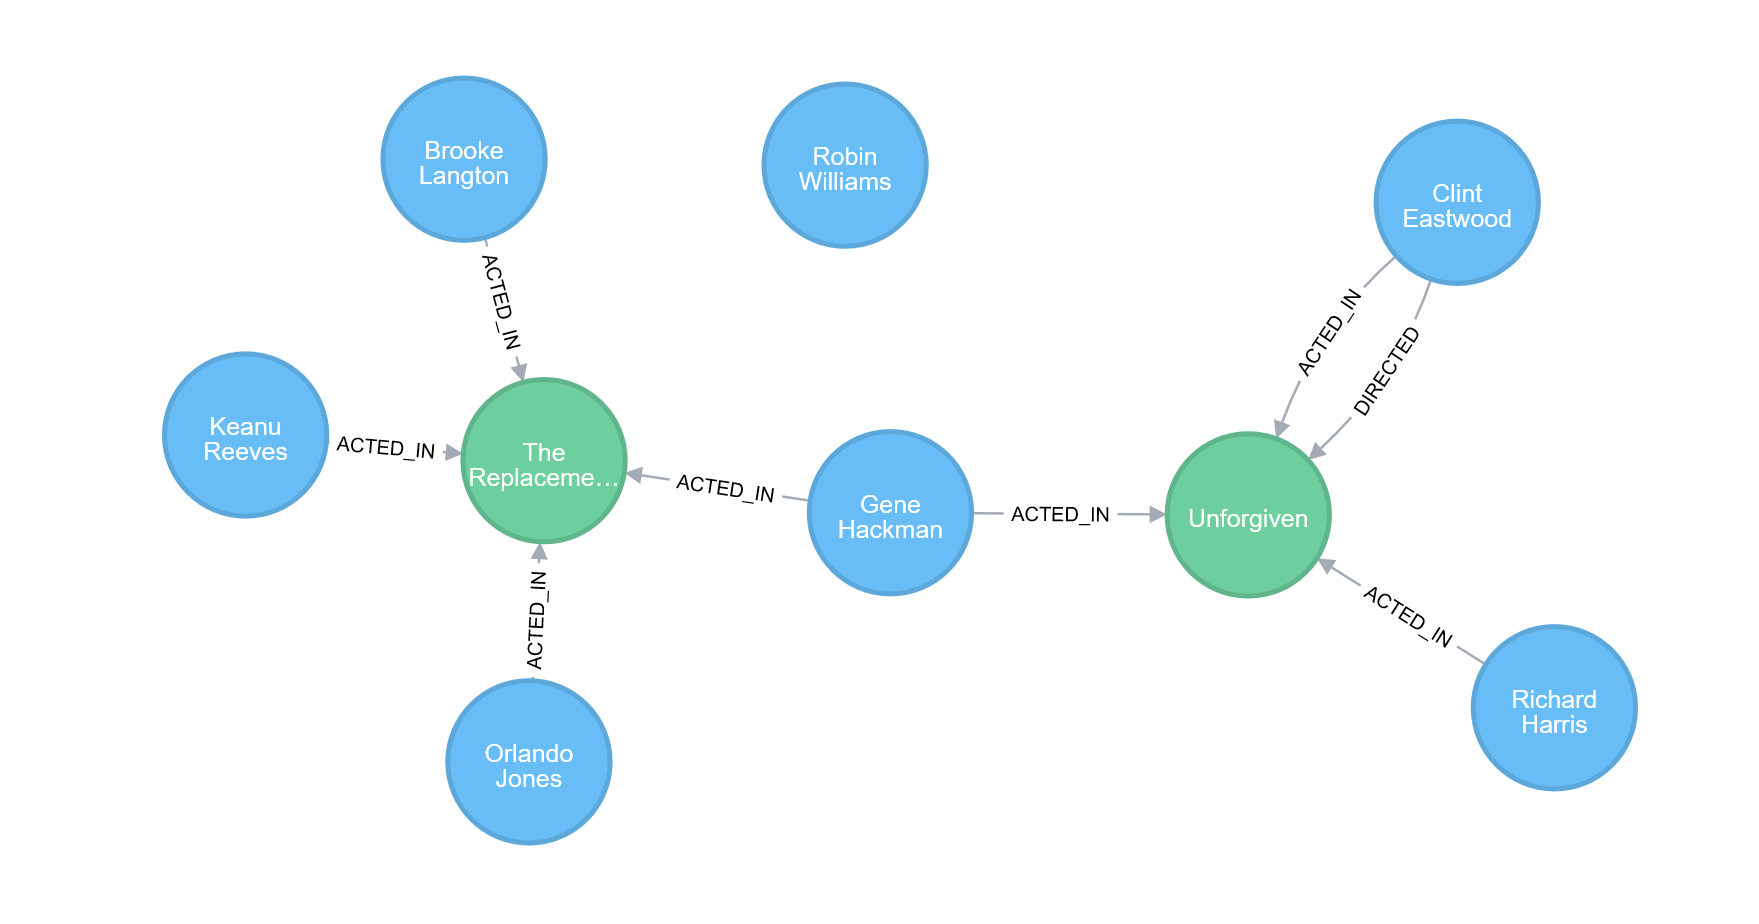 Brooke
Langton
Robin
Williams
Clint
Eastwood
ACTED_IN
ACTED_IN
DIRECTED
Keanu
Reeves
ACTED_IN
The
Replaceme…
ACTED_IN
Gene
Hackman
ACTED_IN
Unforgiven
ACTED_IN
ACTED_IN
Richard
Harris
Orlando
Jones